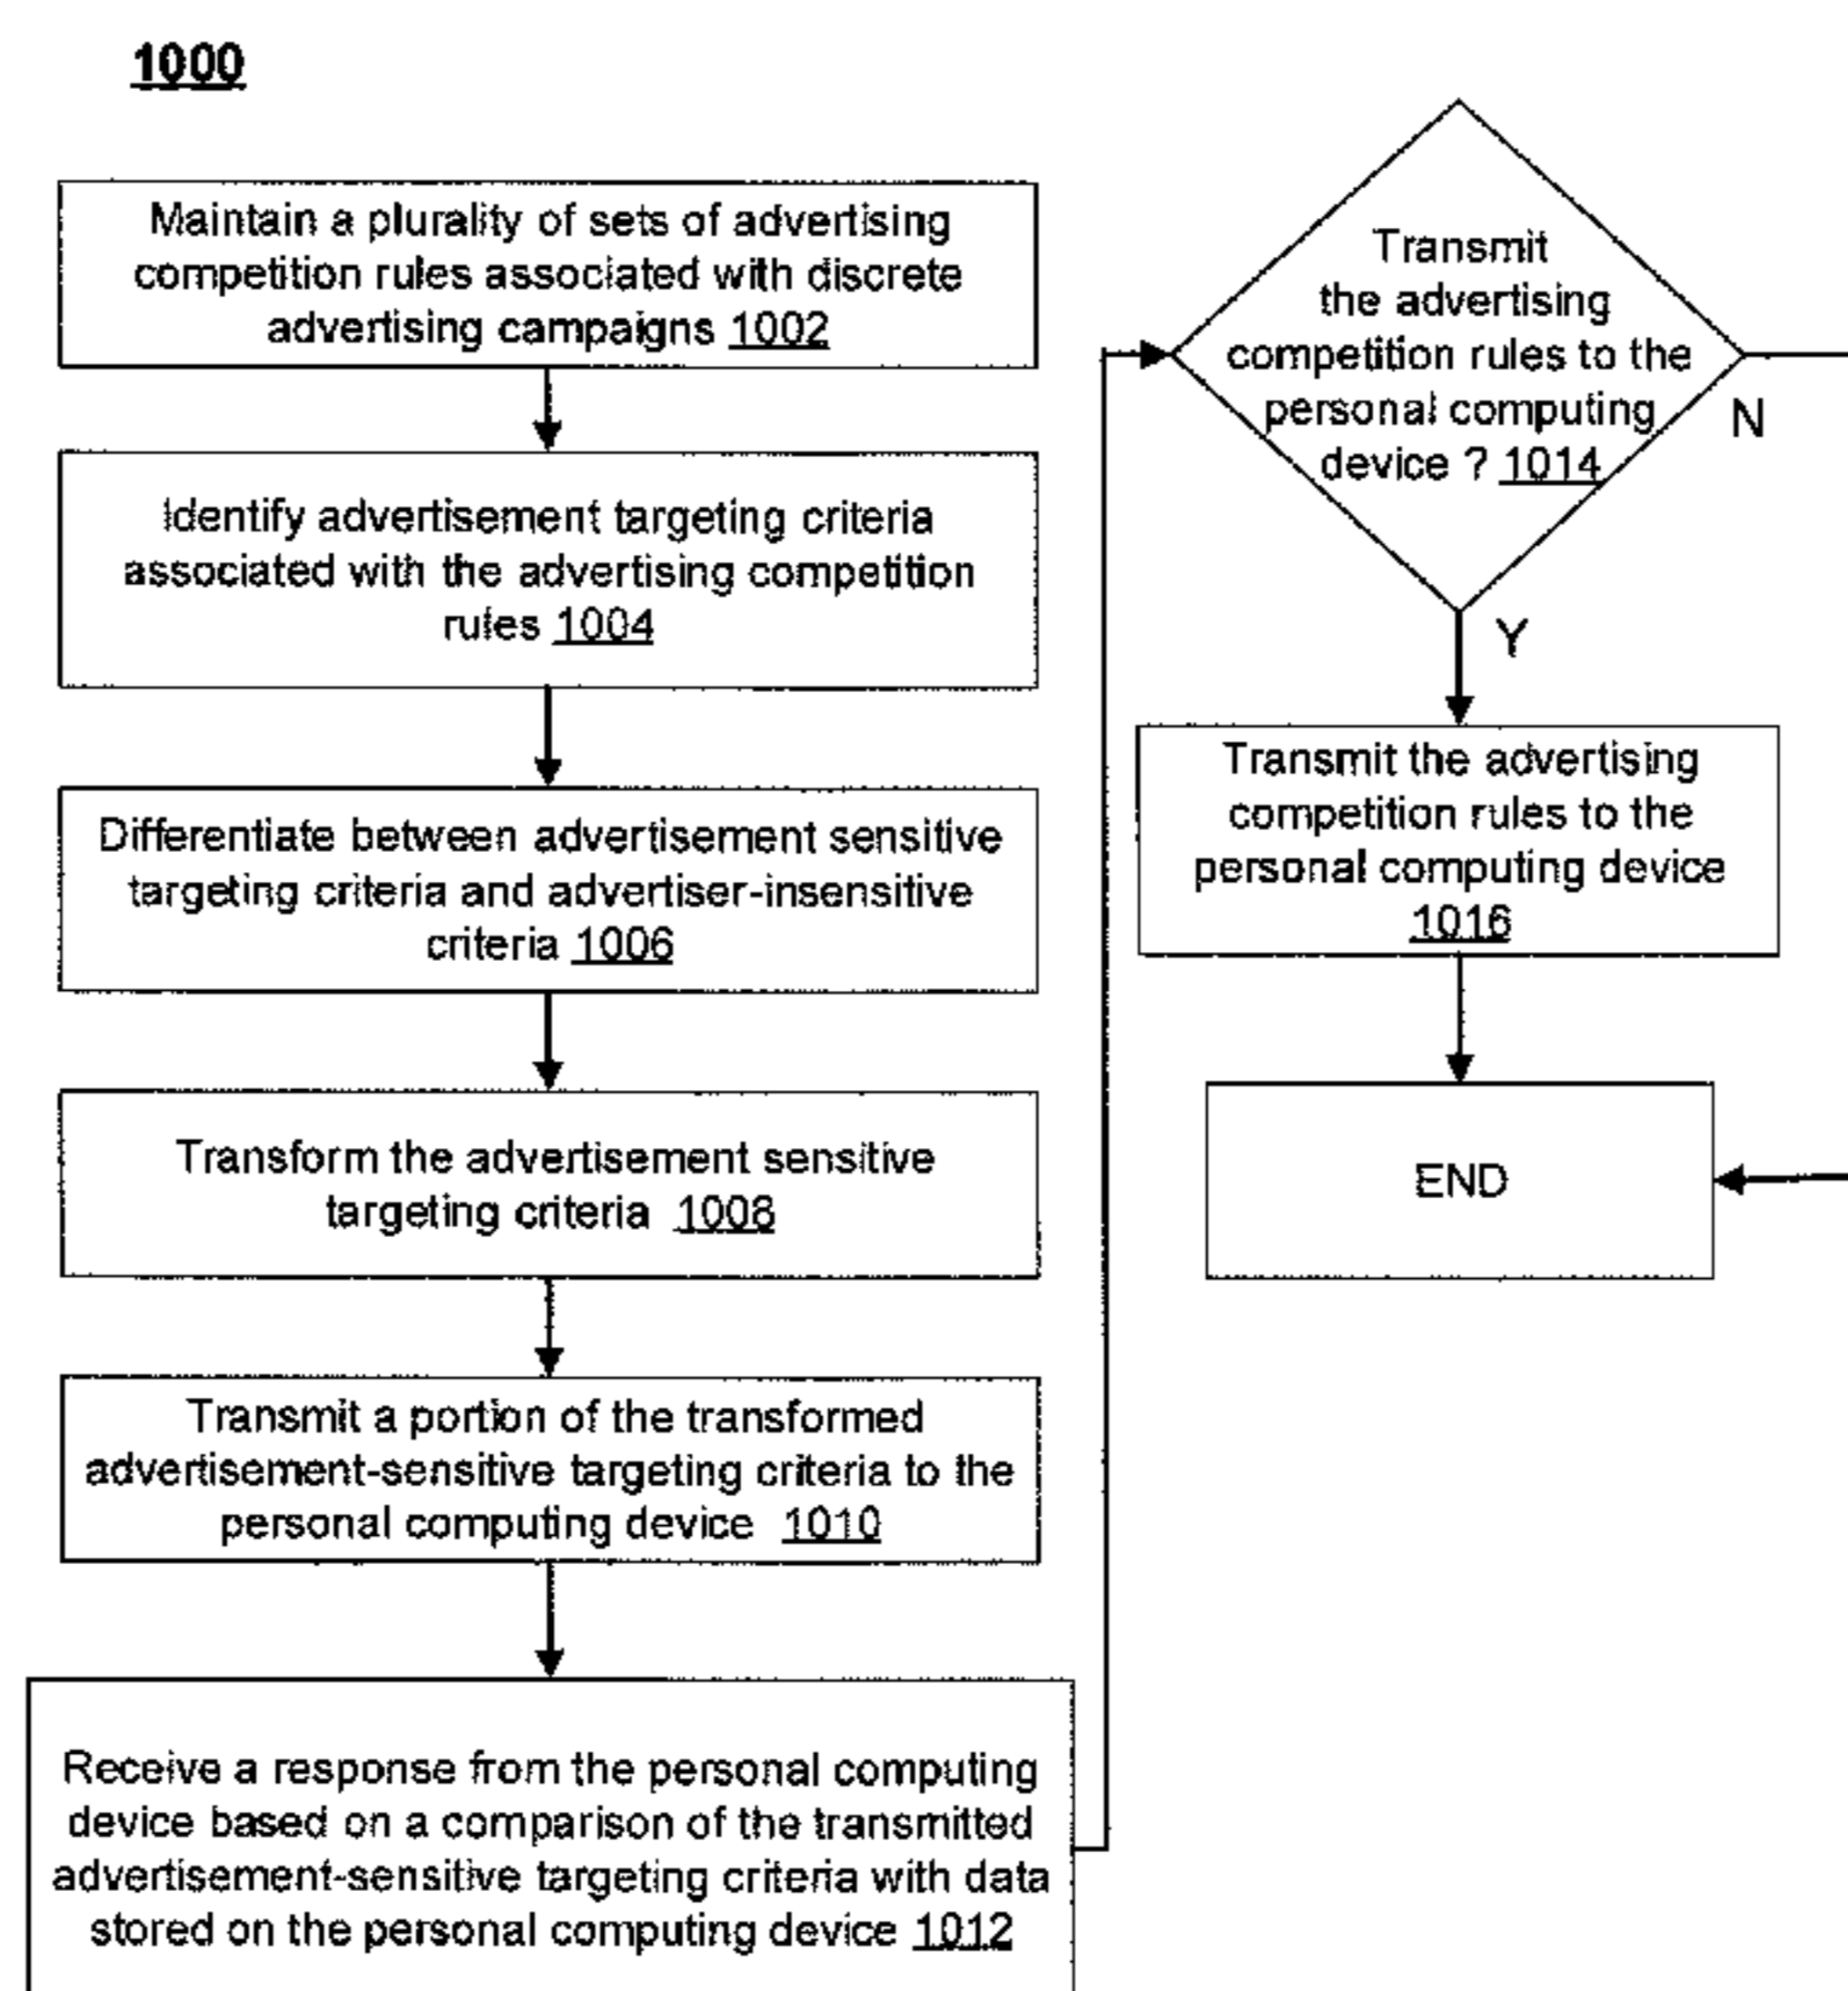 1000
Maintain a plurality of sets of advertising
competition rules associated with discrete
advertising campaigns 1002
Identify advertisement targeting criteria
associated with the advertising competition
rules 1004
Differentiate between advertisement sensitive
targeting criteria and advertiser-insensitive
criteria 1006
Transform the advertisement sensitive
targeting criteria 1008
Transmit a portion of the transformed
advertisement-sensitive targeting criteria to the
personal computing device 1010
Receive a response from the personal computing
device based on a comparison of the transmitted
advertisement-sensitive targeting criteria with data
stored on the personal computing device 1012
Transmit
the advertising
competition rules to the
personal computing
device ? 1014
N
Y
Transmit the advertising
competition rules to the
personal computing device
1016
END